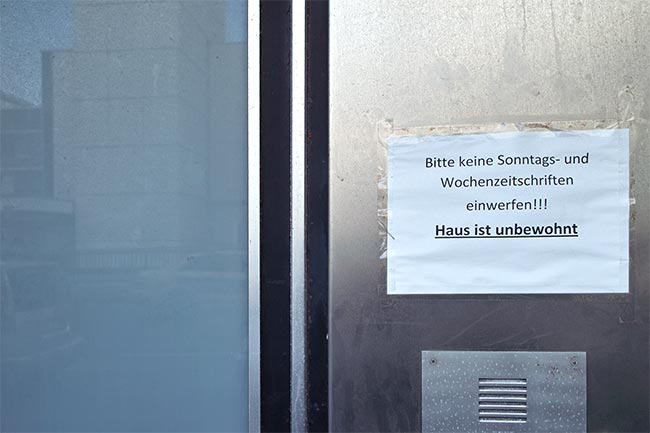 Bitte keine Sonntags- und
Wochenzeitschriften
einwerfen!!!
Haus ist unbewohnt